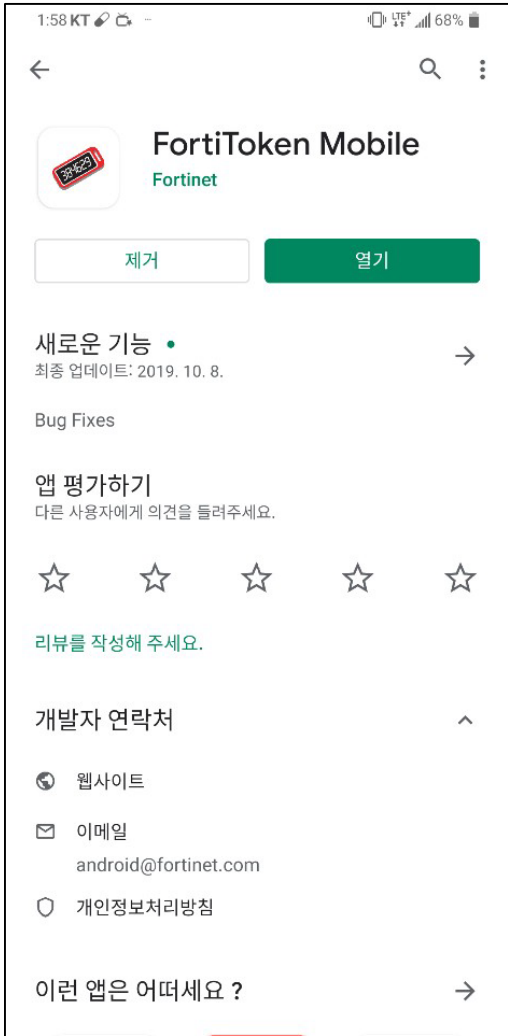 1:58 KT
LTE+ 68%
FortiToken Mobile
Fortinet
384629
제거
열기
새로운 기능 •
최종 업데이트: 2019. 10. 8.
Bug Fixes
앱 평가하기
다른 사용자에게 의견을 들려주세요.
리뷰를 작성해 주세요.
개발자 연락처
웹사이트
이메일
android@fortinet.com
개인정보처리방침
이런 앱은 어떠세요 ?